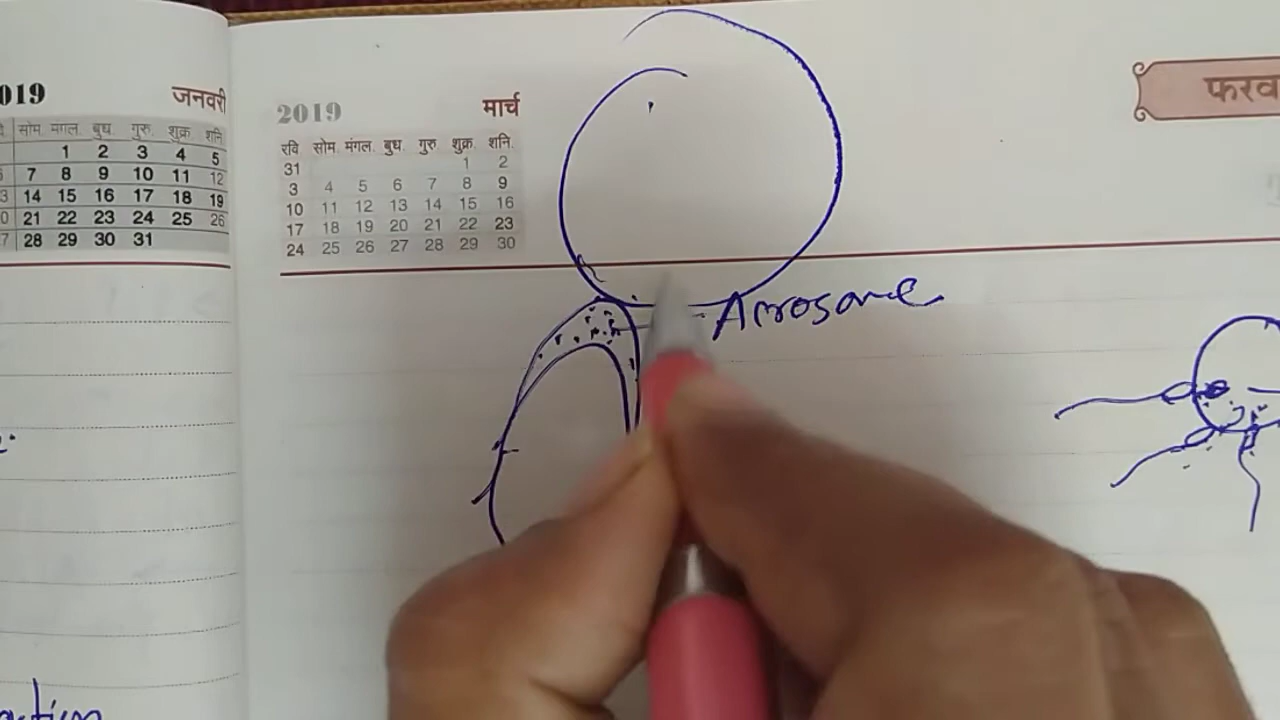 2019
जनवरी
सोम. मंगल. बुध. गुरु. शुक्र. शनि.
1 2 3 4 5
7 8 9 10 11 12
14 15 16 17 18 19
21 22 23 24 25 26
28 29 30 31
2019 मार्च
रवि सोम. मंगल. बुध. गुरु शुक्र. शनि.
31 1 2
3 4 5 6 7 8 9
10 11 12 13 14 15 16
17 18 19 20 21 22 23
24 25 26 27 28 29 30
फरव
Acrosome